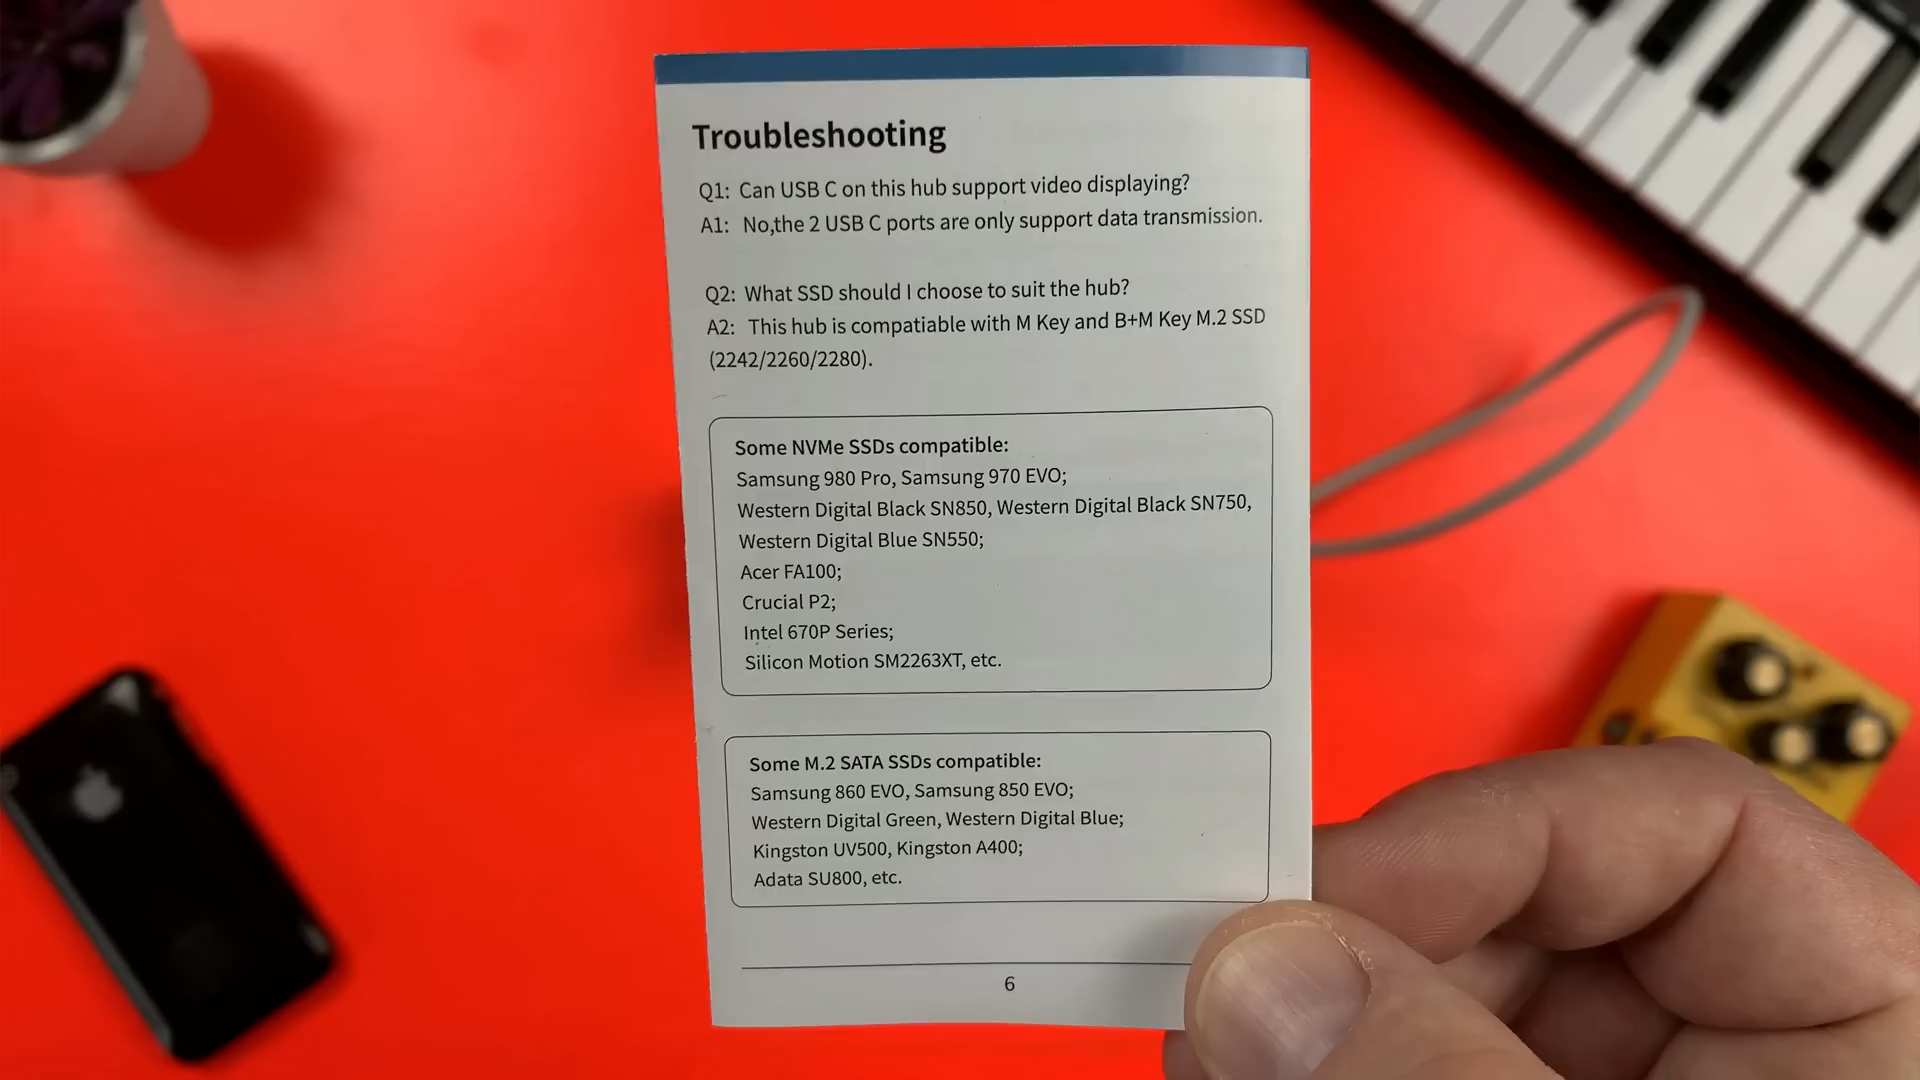 Troubleshooting
Q1: Can USB C on this hub support video displaying?
A1: No,the 2 USB C ports are only support data transmission.
Q2: What SSD should I choose to suit the hub?
A2: This hub is compatiable with M Key and B+M Key M.2 SSD
(2242/2260/2280).
Some NVMe SSDs compatible:
Samsung 980 Pro, Samsung 970 EVO;
Western Digital Black SN850, Western Digital Black SN750,
Western Digital Blue SN550;
Acer FA100;
Crucial P2;
Intel 670P Series;
Silicon Motion SM2263XT, etc.
Some M.2 SATA SSDs compatible:
Samsung 860 EVO, Samsung 850 EVO;
Western Digital Green, Western Digital Blue;
Kingston UV500, Kingston A400;
Adata SU800, etc.
6